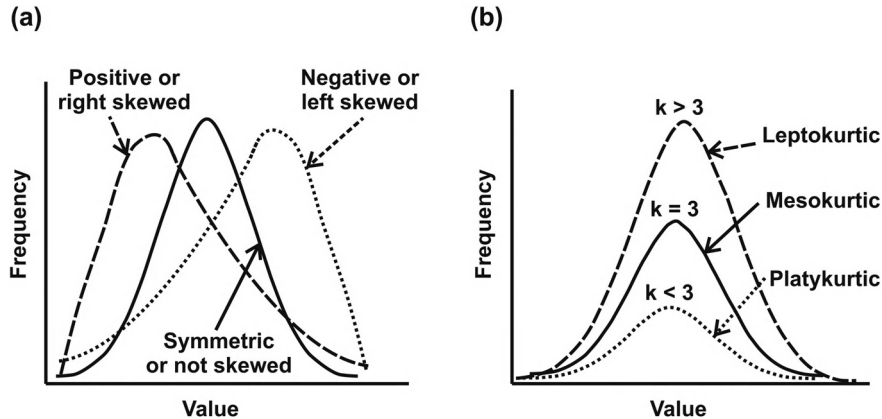 (a)
Positive or
right skewed
Negative or
left skewed
Symmetric
or not skewed
Frequency
Value
(b)
k > 3
Leptokurtic
k = 3
Mesokurtic
k < 3
Platykurtic
Frequency
Value